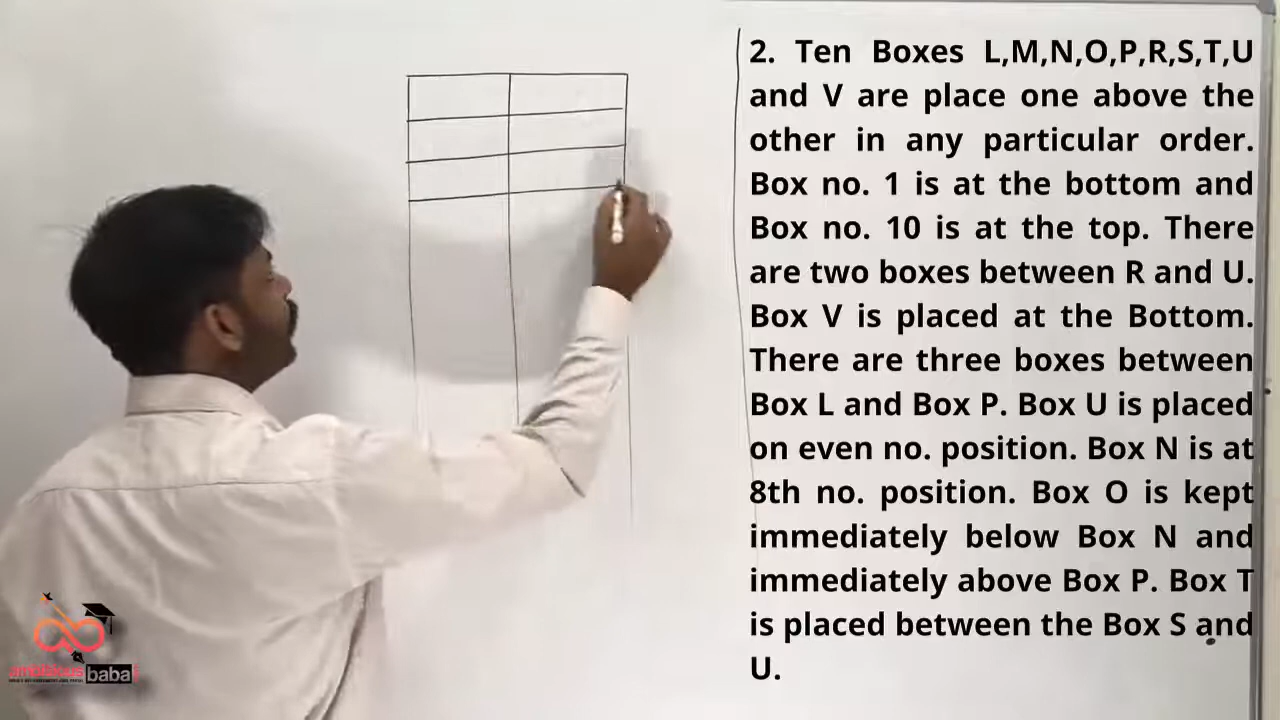 2. Ten Boxes L,M,N,O,P,R,S,T,U
and V are place one above the
other in any particular order.
Box no. 1 is at the bottom and
Box no. 10 is at the top. There
are two boxes between R and U.
Box V is placed at the Bottom.
There are three boxes between
Box L and Box P. Box U is placed
on even no. position. Box N is at
8th no. position. Box O is kept
immediately below Box N and
immediately above Box P. Box T
is placed between the Box S and
U.
ambitious
baba